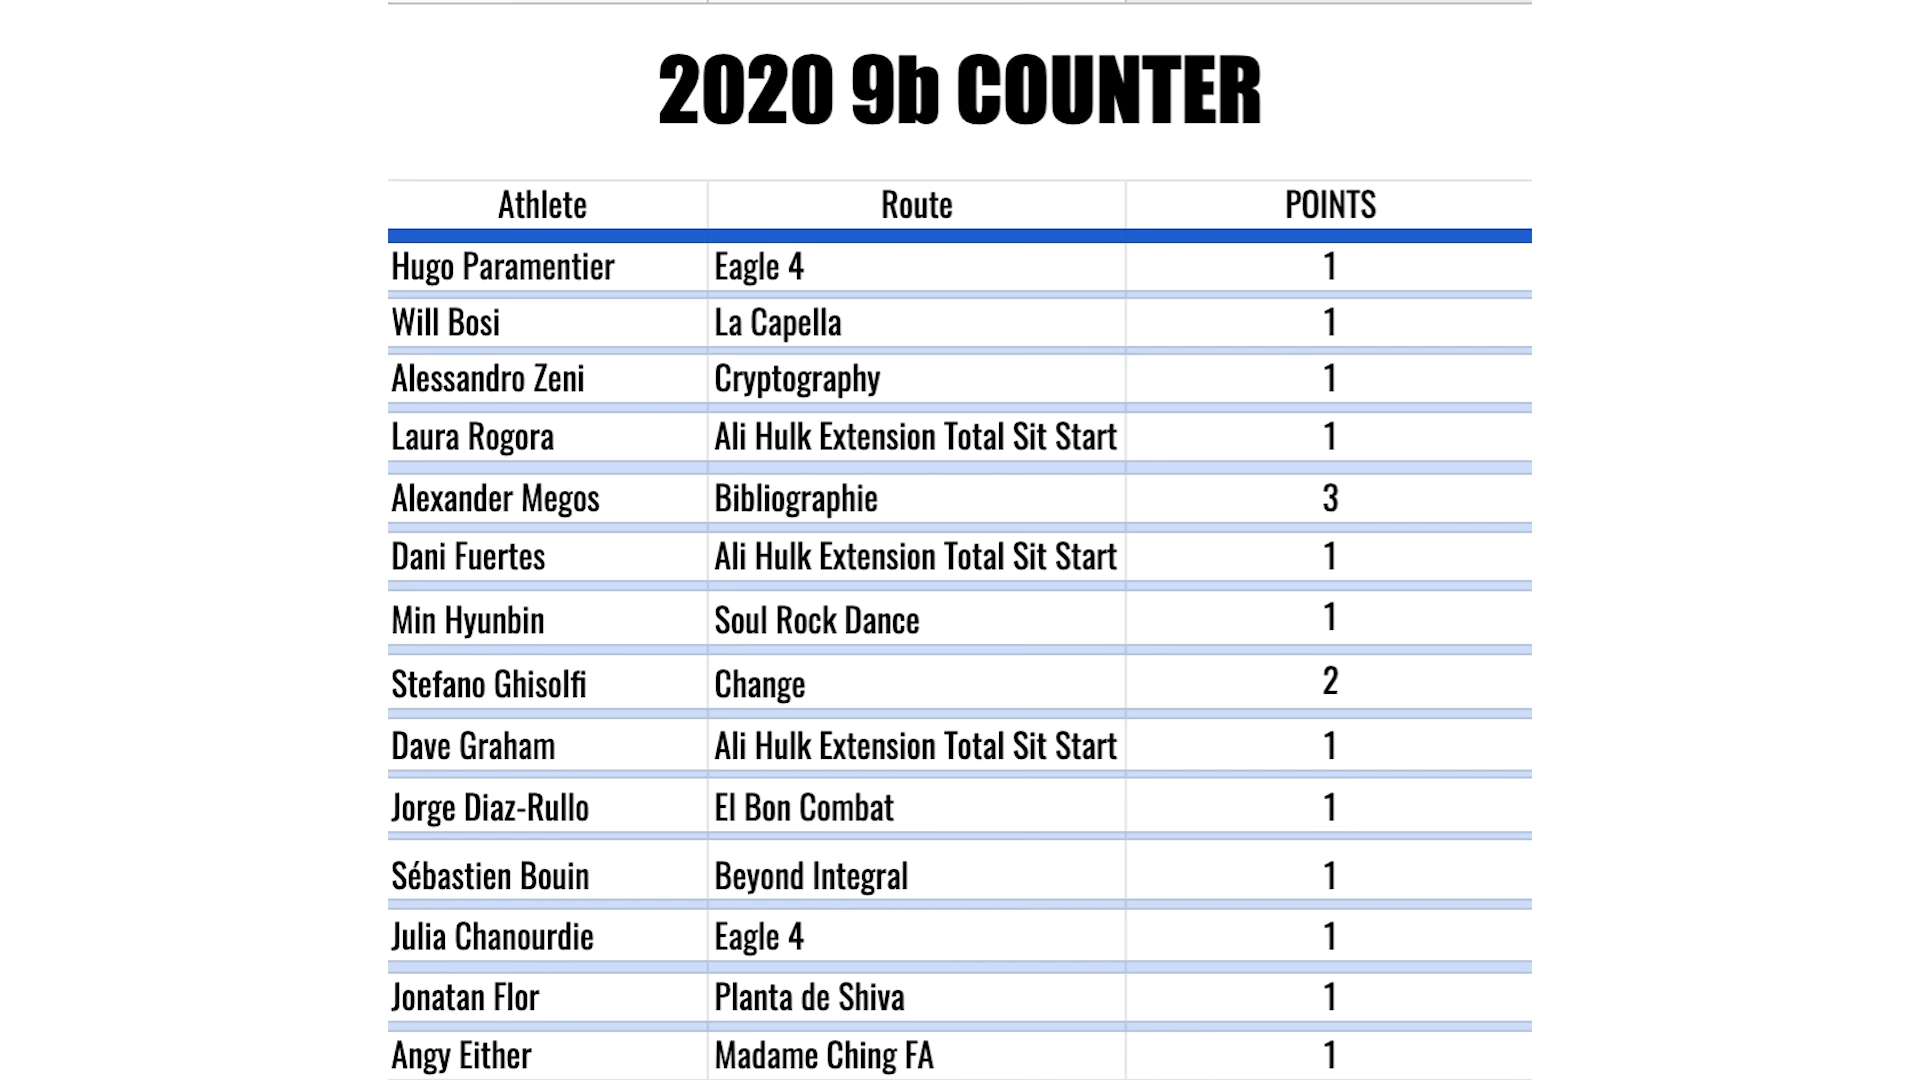 2020 9b COUNTER
Athlete Route POINTS
Hugo Paramentier Eagle 4 1
Will Bosi La Capella 1
Alessandro Zeni Cryptography 1
Laura Rogora Ali Hulk Extension Total Sit Start 1
Alexander Megos Bibliographie 3
Dani Fuertes Ali Hulk Extension Total Sit Start 1
Min Hyunbin Soul Rock Dance 1
Stefano Ghisolfi Change 2
Dave Graham Ali Hulk Extension Total Sit Start 1
Jorge Diaz-Rullo El Bon Combat 1
Sébastien Bouin Beyond Integral 1
Julia Chanourdie Eagle 4 1
Jonatan Flor Planta de Shiva 1
Angy Either Madame Ching FA 1